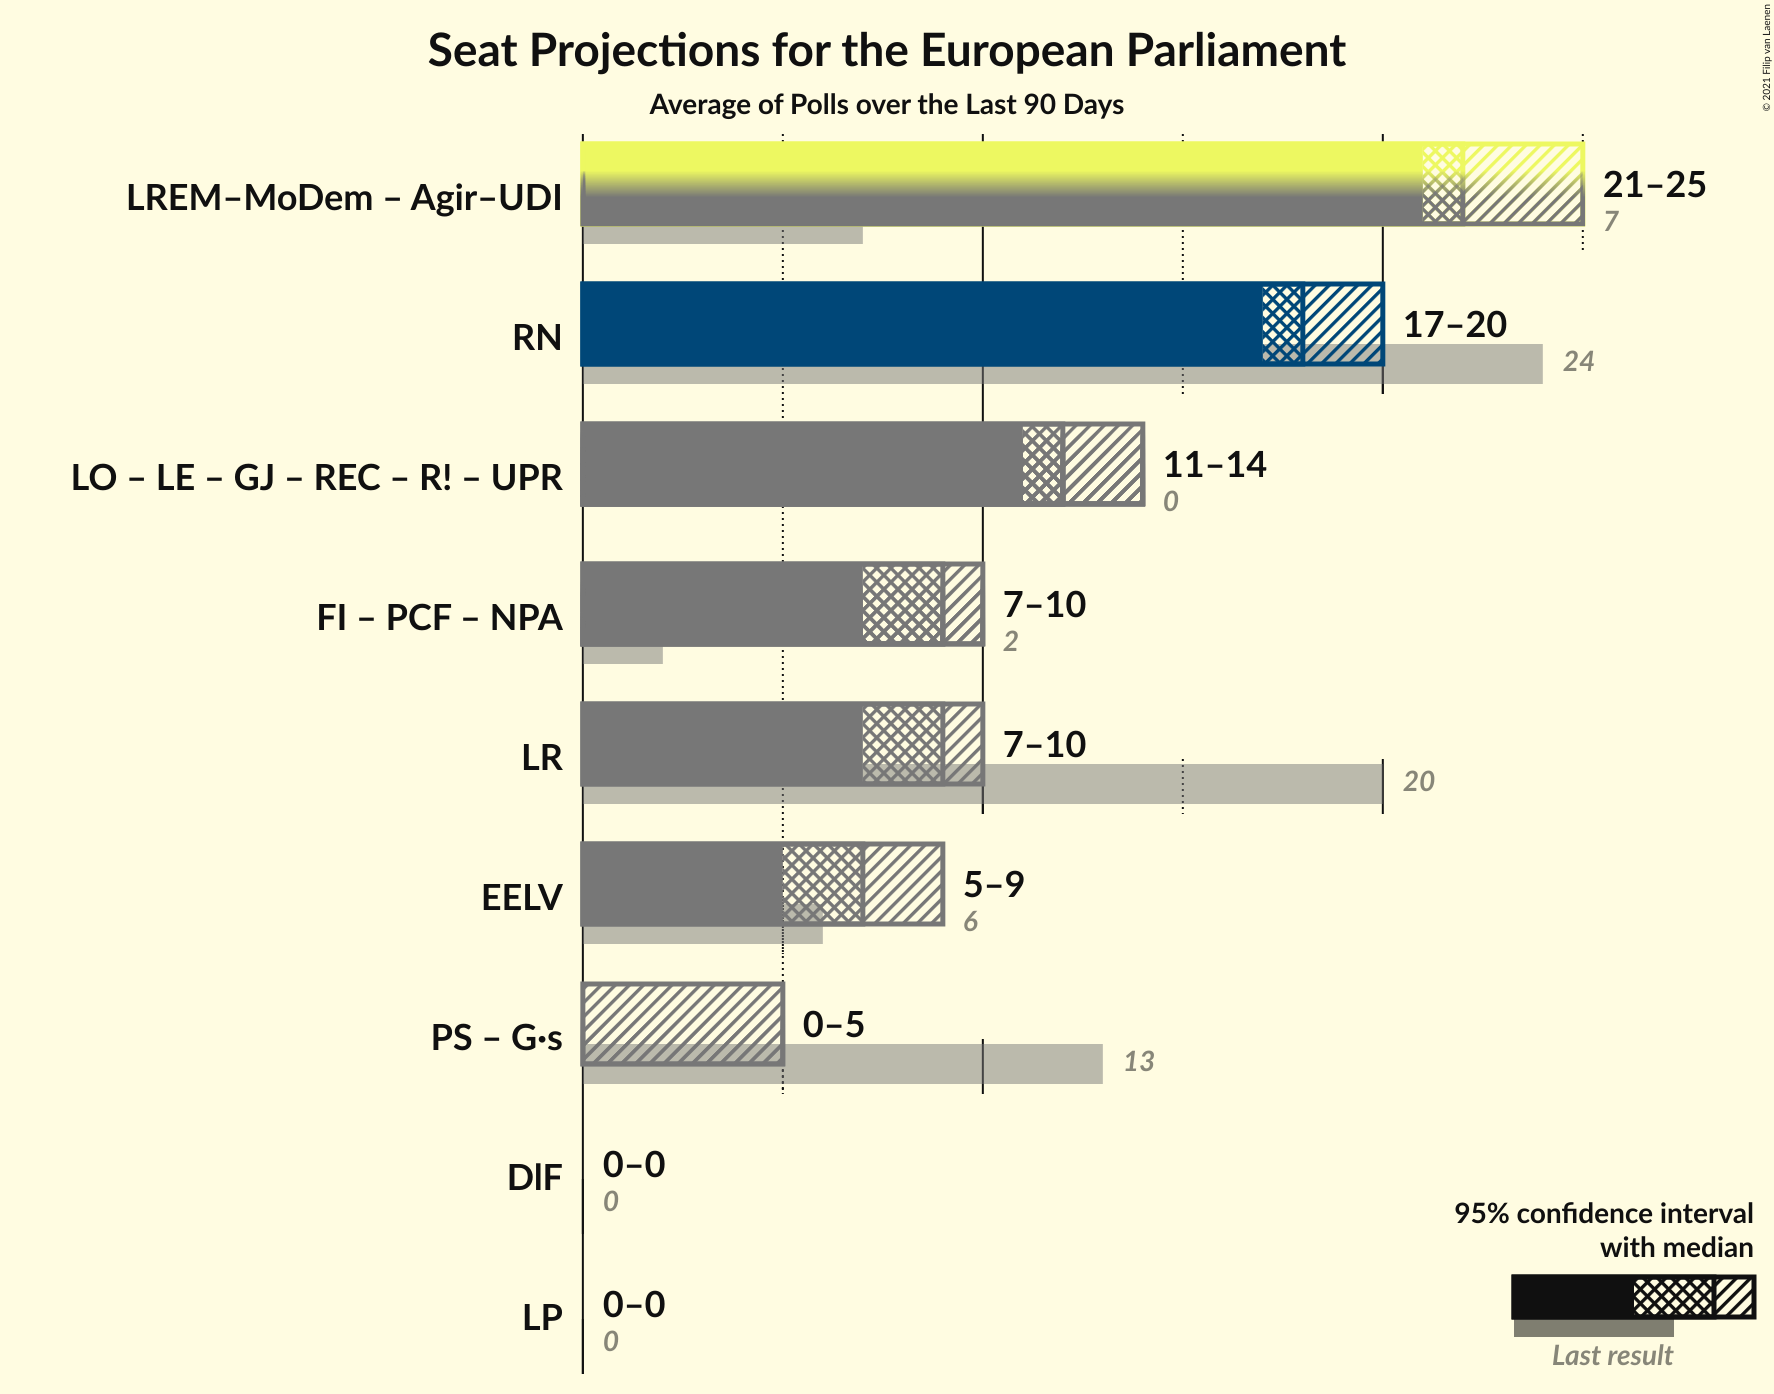 Seat Projections for the European Parliament
Average of Polls over the Last 90 Days
© 2021 Filip van Laenen
LREM–MoDem – Agir–UDI
21–25
7
RN
17–20
24
LO – LE – GJ – REC – R! – UPR
11–14
0
FI – PCF – NPA
7–10
2
LR
7–10
20
EELV
5–9
6
PS – G·s
0–5
13
DIF
0–0
0
LP
0–0
0
95% confidence interval
with median
Last result